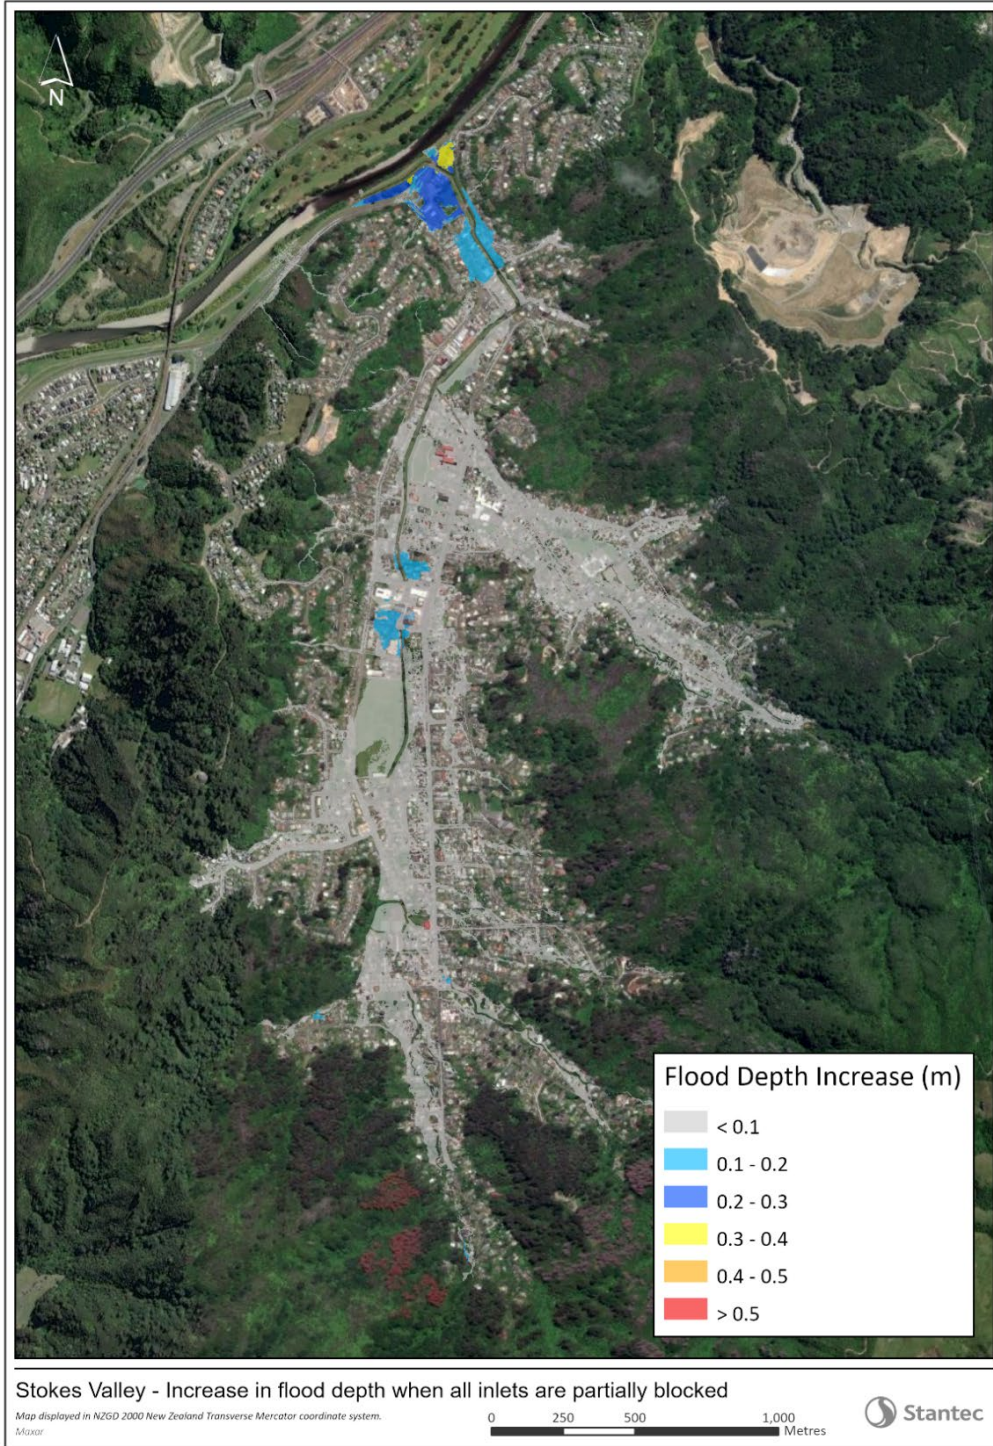 N
Flood Depth Increase (m)
< 0.1
0.1 - 0.2
0.2 - 0.3
0.3 - 0.4
0.4 - 0.5
> 0.5
Stokes Valley - Increase in flood depth when all inlets are partially blocked
Map displayed in NZGD 2000 New Zealand Transverse Mercator coordinate system.
Maxar
0 250 500 1,000
Metres
Stantec